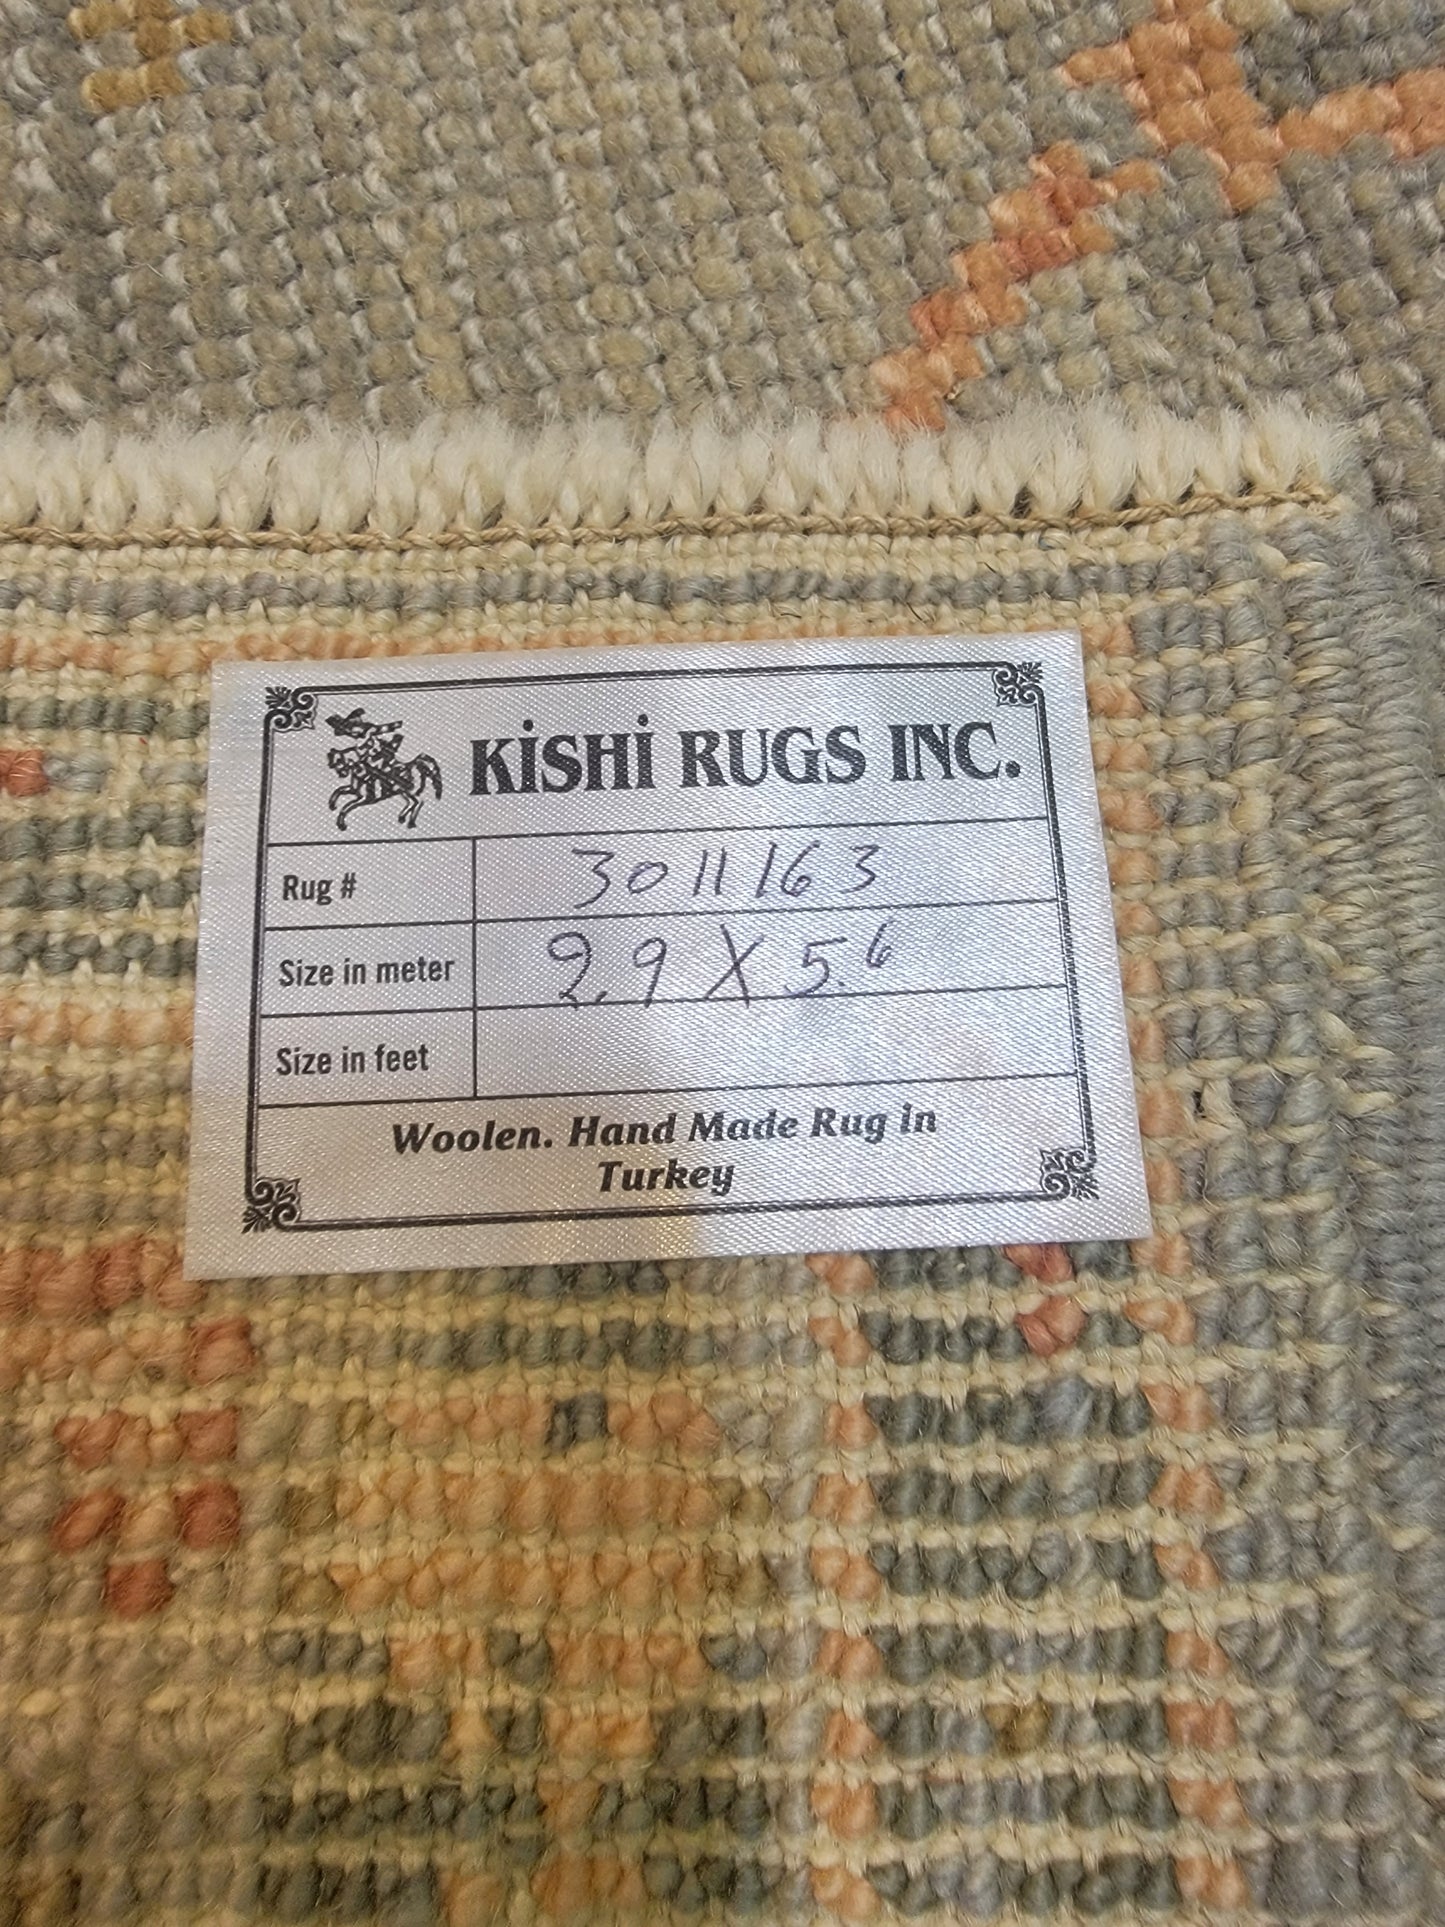 KiSHi RUGS INC.
Rug # 3011163
Size in meter 2.9 X 5.6
Size in feet
Woolen. Hand Made Rug in
Turkey